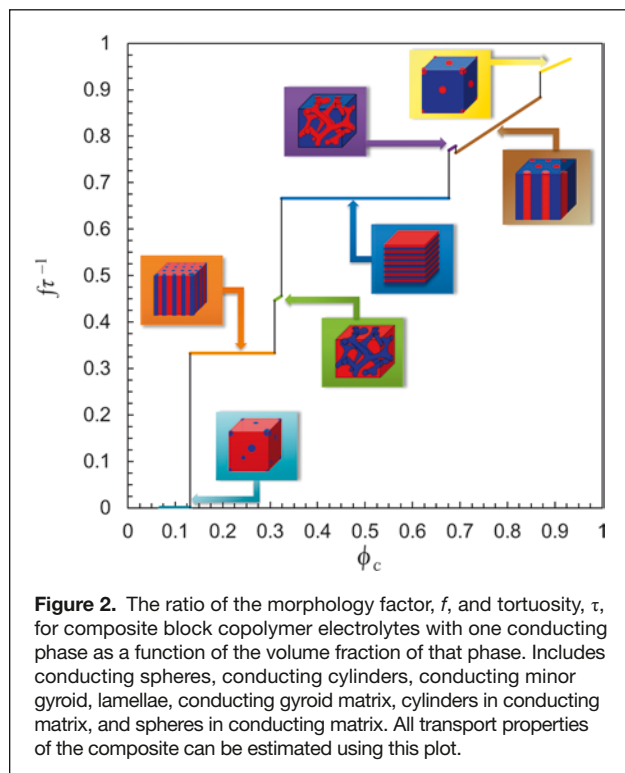 1
0.9
0.8
0.7
0.6
0.5
0.4
0.3
0.2
0.1
0
fτ⁻¹
0 0.1 0.2 0.3 0.4 0.5 0.6 0.7 0.8 0.9 1
ϕc
Figure 2. The ratio of the morphology factor, f, and tortuosity, τ,
for composite block copolymer electrolytes with one conducting
phase as a function of the volume fraction of that phase. Includes
conducting spheres, conducting cylinders, conducting minor
gyroid, lamellae, conducting gyroid matrix, cylinders in conducting
matrix, and spheres in conducting matrix. All transport properties
of the composite can be estimated using this plot.